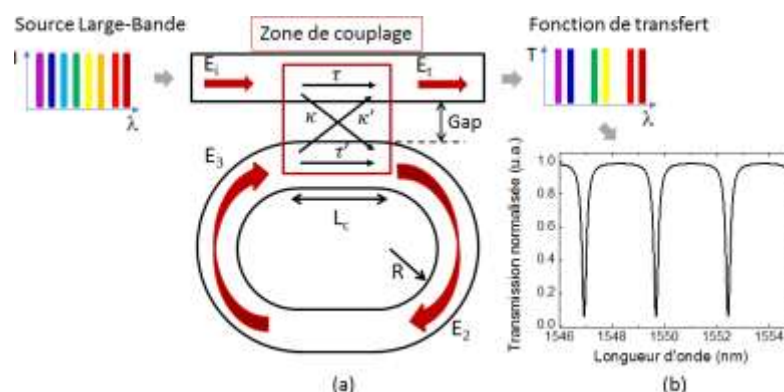 Source Large-Bande
Zone de couplage
Fonction de transfert
I
λ
Ei
τ
Et
κ
κ'
τ'
Gap
E3
Lc
R
E2
(a)
T
λ
Transmission normalisée (u.a.)
1.0
0.8
0.6
0.4
0.2
0.0
1546
1548
1550
1552
1554
Longueur d'onde (nm)
(b)